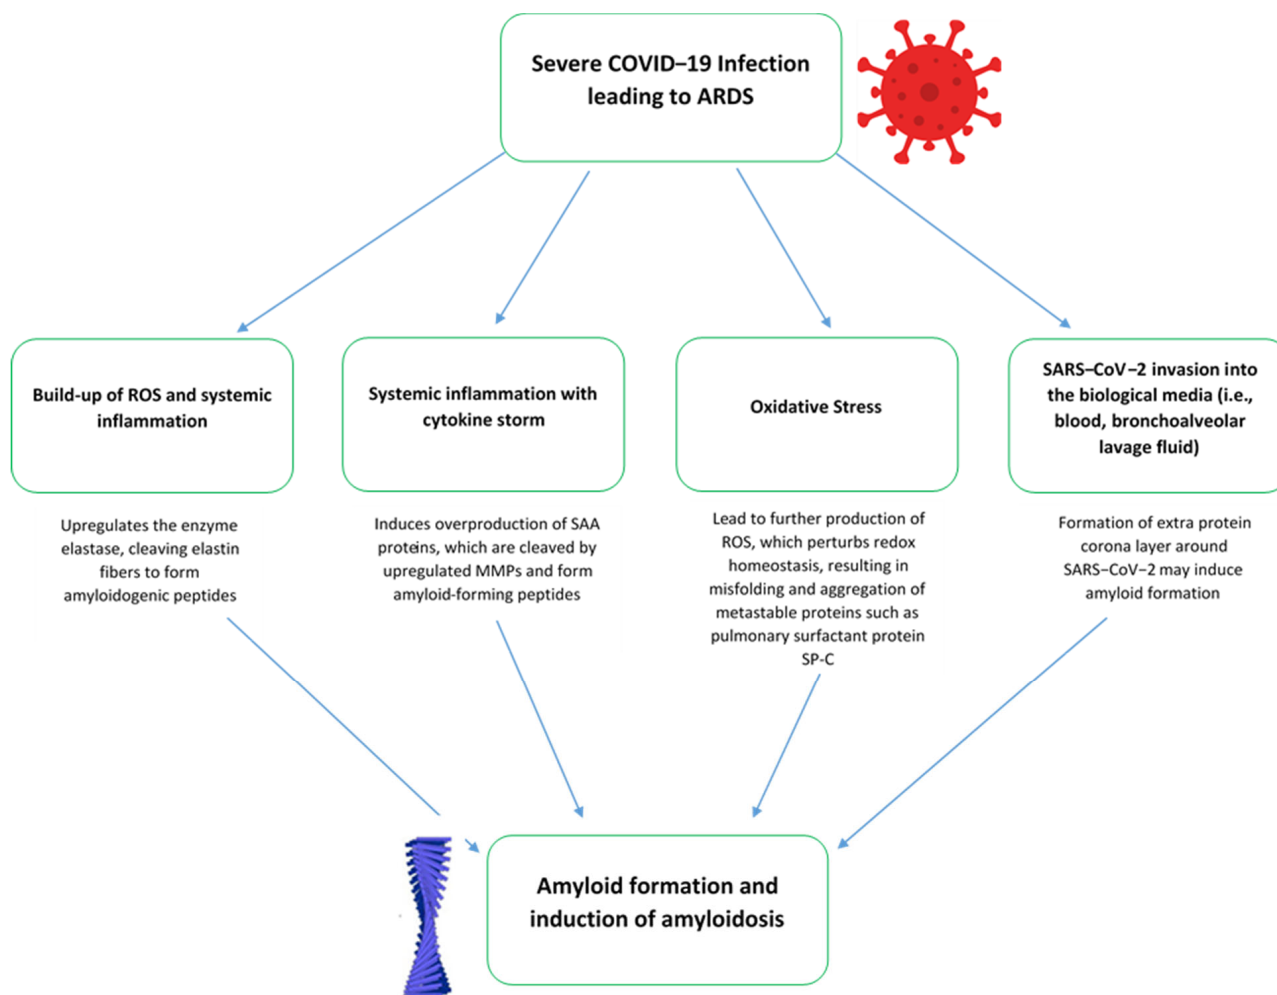 Severe COVID–19 Infection
leading to ARDS
Build-up of ROS and systemic
inflammation
Systemic inflammation with
cytokine storm
Oxidative Stress
SARS–CoV–2 invasion into
the biological media (i.e.,
blood, bronchoalveolar
lavage fluid)
Upregulates the enzyme
elastase, cleaving elastin
fibers to form
amyloidogenic peptides
Induces overproduction of SAA
proteins, which are cleaved by
upregulated MMPs and form
amyloid-forming peptides
Lead to further production of
ROS, which perturbs redox
homeostasis, resulting in
misfolding and aggregation of
metastable proteins such as
pulmonary surfactant protein
SP-C
Formation of extra protein
corona layer around
SARS–CoV–2 may induce
amyloid formation
Amyloid formation and
induction of amyloidosis